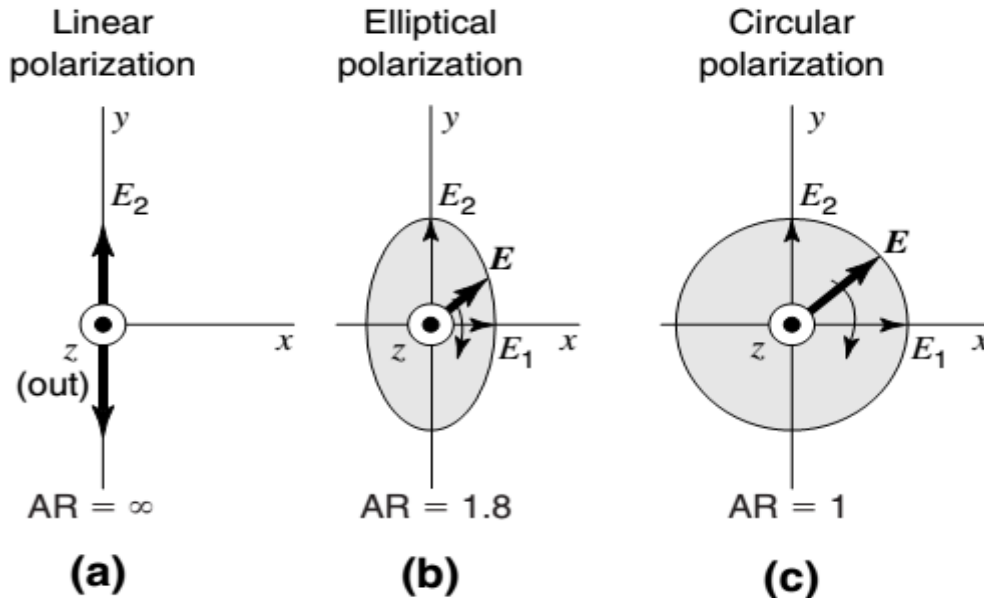 Linear
polarization
y
E2
z
x
(out)
AR = ∞
(a)
Elliptical
polarization
y
E2
E
z
E1
x
AR = 1.8
(b)
Circular
polarization
y
E2
E
z
E1
x
AR = 1
(c)